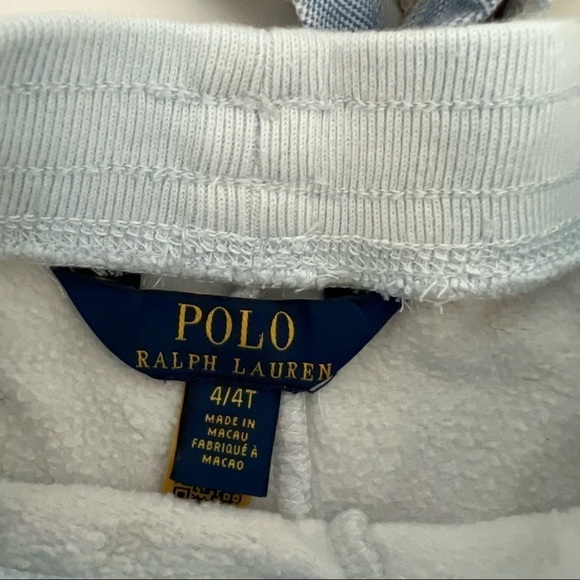 POLO
RALPH LAUREN
4/4T
MADE IN
MACAU
FABRIQUÉ À
MACAO